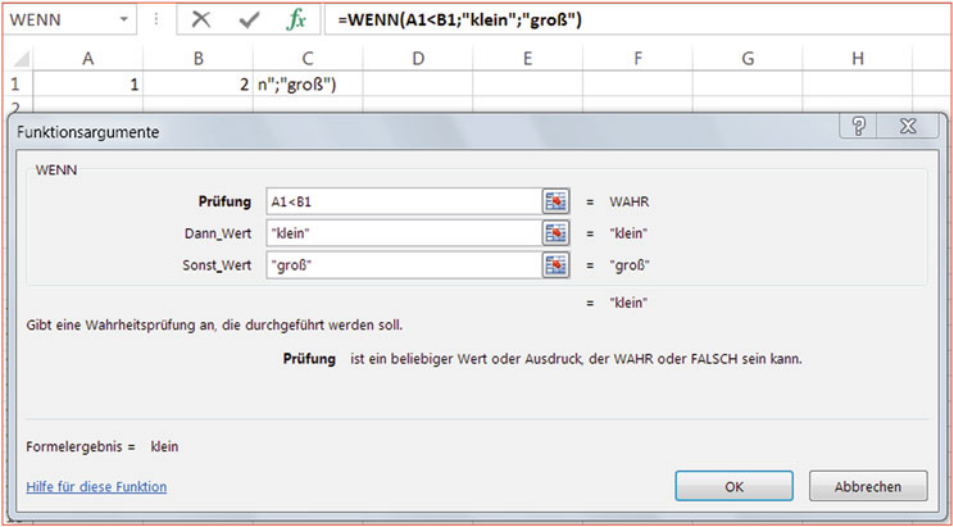 WENN fx =WENN(A1<B1;"klein";"groß")
A B C D E F G H
1 1 2 n";"groß")
2
Funktionsargumente
WENN
Prüfung A1<B1 = WAHR
Dann_Wert "klein" = "klein"
Sonst_Wert "groß" = "groß"
= "klein"
Gibt eine Wahrheitsprüfung an, die durchgeführt werden soll.
Prüfung ist ein beliebiger Wert oder Ausdruck, der WAHR oder FALSCH sein kann.
Formelergebnis = klein
Hilfe für diese Funktion OK Abbrechen